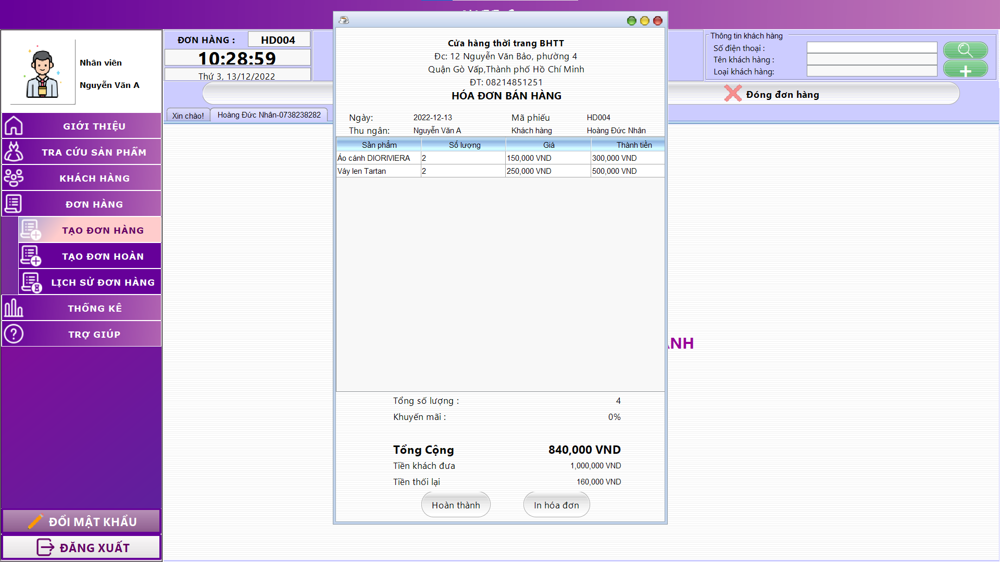 Nhân viên
Nguyễn Văn A
GIỚI THIỆU
TRA CỨU SẢN PHẨM
KHÁCH HÀNG
ĐƠN HÀNG
TẠO ĐƠN HÀNG
TẠO ĐƠN HOÀN
LỊCH SỬ ĐƠN HÀNG
THỐNG KÊ
TRỢ GIÚP
ĐỔI MẬT KHẨU
ĐĂNG XUẤT
ĐƠN HÀNG : HD004
10:28:59
Thứ 3, 13/12/2022
Xin chào! Hoàng Đức Nhân-0738238282
Cửa hàng thời trang BHTT
Đc: 12 Nguyễn Văn Bảo, phường 4
Quận Gò Vấp,Thành phố Hồ Chí Minh
ĐT: 08214851251
HÓA ĐƠN BÁN HÀNG
Ngày: 2022-12-13 Mã phiếu HD004
Thu ngân: Nguyễn Văn A Khách hàng Hoàng Đức Nhân
Sản phẩm Số lượng Giá Thành tiền
Áo cánh DIORIVIERA 2 150,000 VND 300,000 VND
Váy len Tartan 2 250,000 VND 500,000 VND
Tổng số lượng : 4
Khuyến mãi : 0%
Tổng Cộng 840,000 VND
Tiền khách đưa 1,000,000 VND
Tiền thối lại 160,000 VND
Hoàn thành In hóa đơn
Thông tin khách hàng
Số điện thoại :
Tên khách hàng :
Loại khách hàng:
Đóng đơn hàng
ÀNH